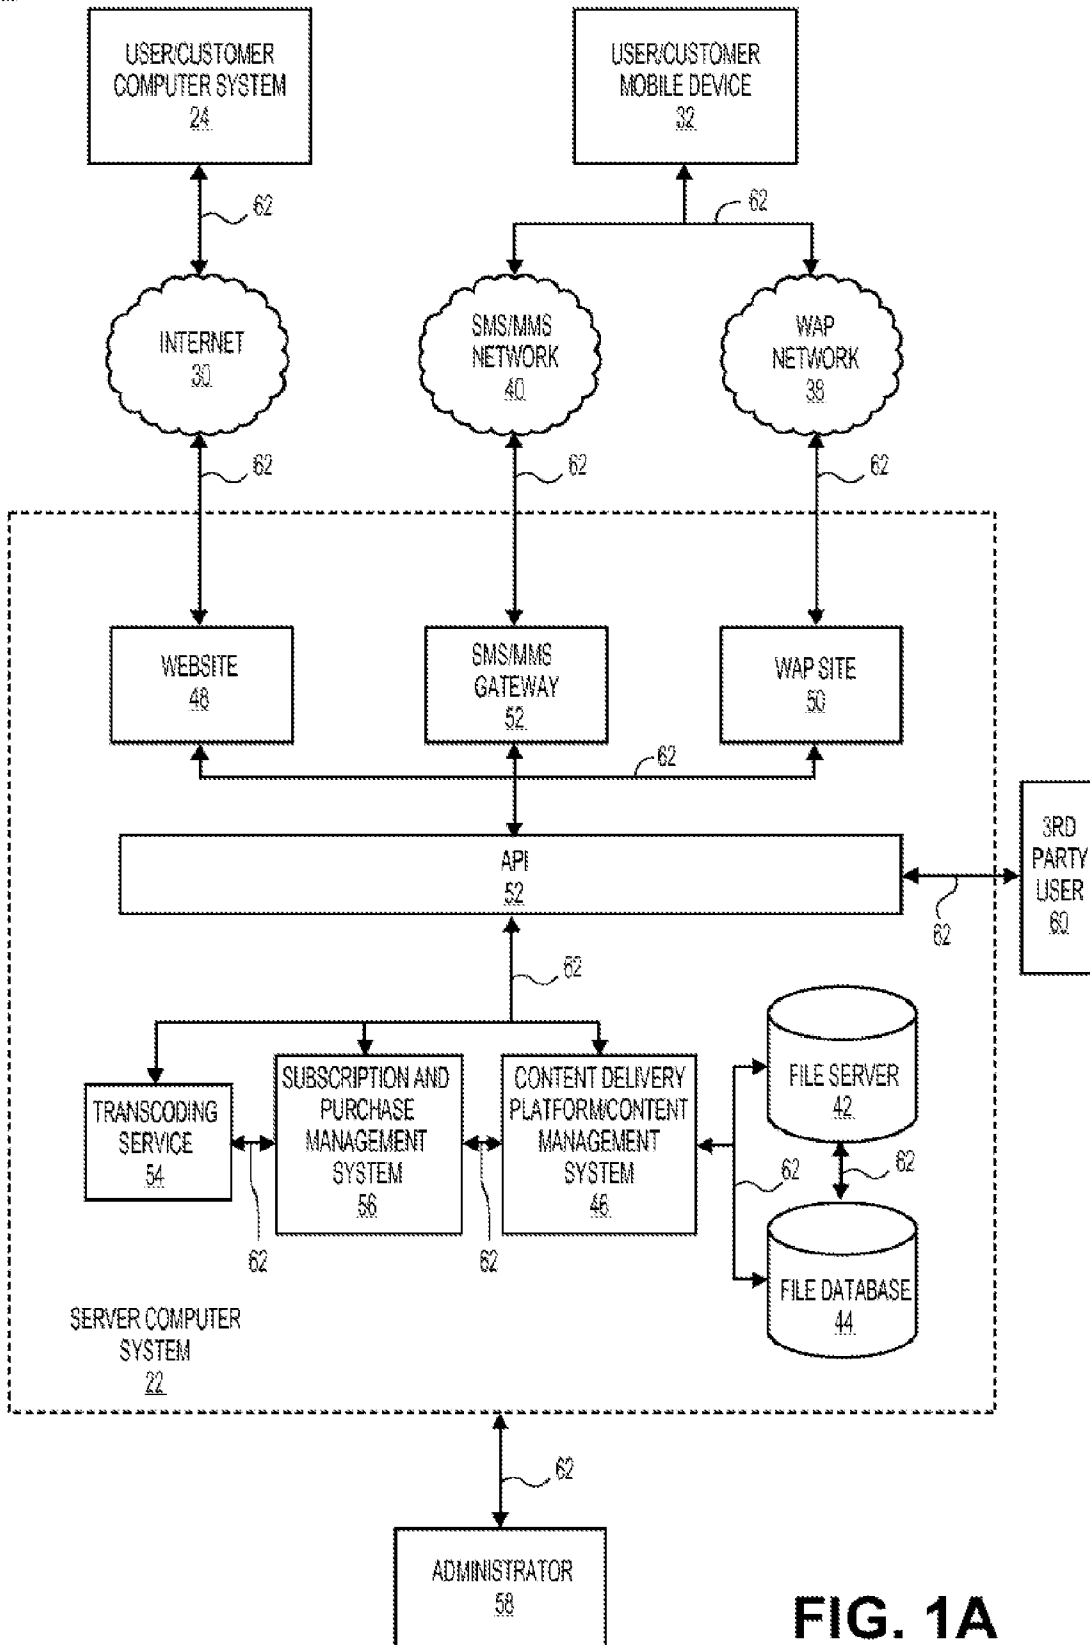 USER/CUSTOMER
COMPUTER SYSTEM
24
USER/CUSTOMER
MOBILE DEVICE
32
62
62
INTERNET
30
SMS/MMS
NETWORK
40
WAP
NETWORK
38
62
62
62
WEBSITE
48
SMS/MMS
GATEWAY
52
WAP SITE
50
62
API
52
3RD
PARTY
USER
60
62
62
TRANSCODING
SERVICE
54
SUBSCRIPTION AND
PURCHASE
MANAGEMENT
SYSTEM
56
CONTENT DELIVERY
PLATFORM/CONTENT
MANAGEMENT
SYSTEM
46
FILE SERVER
42
62
62
62
62
FILE DATABASE
44
SERVER COMPUTER
SYSTEM
22
62
ADMINISTRATOR
58
FIG. 1A